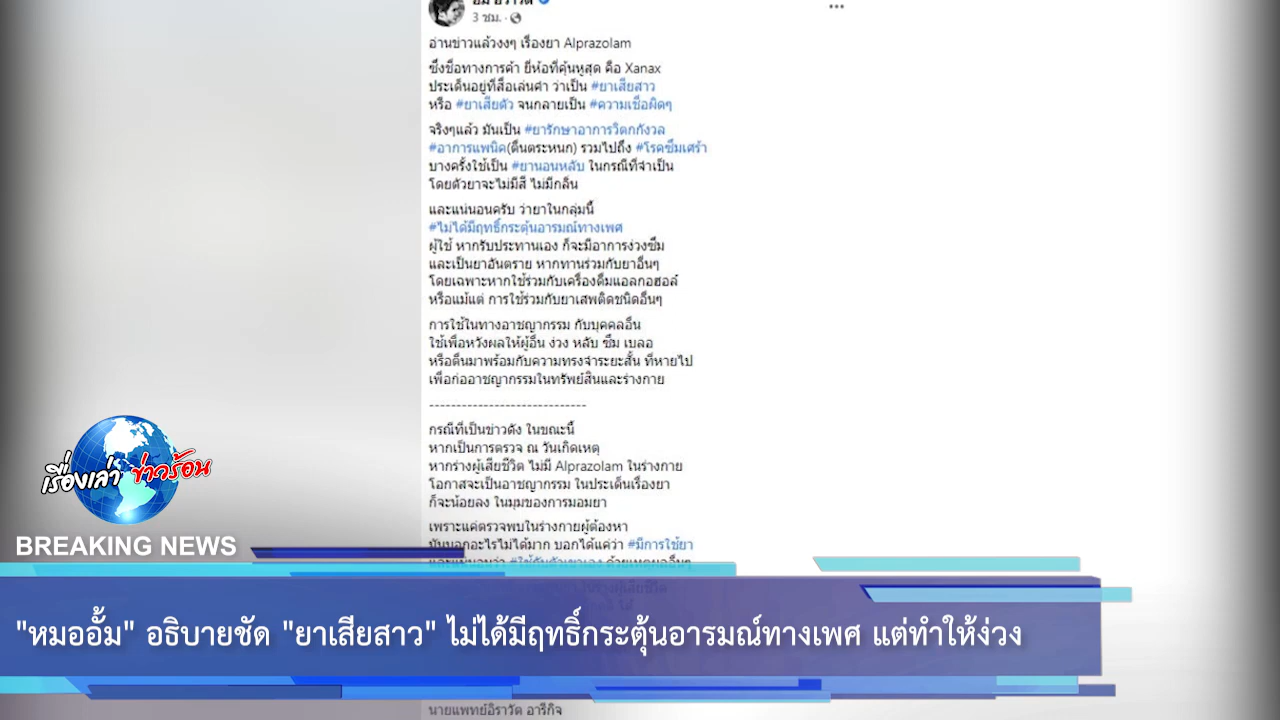 3 ชม.
อ่านข่าวแล้วงงๆ เรื่องยา Alprazolam
ซึ่งชื่อทางการค้า ยี่ห้อที่คุ้นหูสุด คือ Xanax
ประเด็นอยู่ที่สื่อเล่นคำ ว่าเป็น #ยาเสียสาว
หรือ #ยาเสียตัว จนกลายเป็น #ความเชื่อผิดๆ
จริงๆแล้ว มันเป็น #ยารักษาอาการวิตกกังวล
#อาการแพนิค(ตื่นตระหนก) รวมไปถึง #โรคซึมเศร้า
บางครั้งใช้เป็น #ยานอนหลับ ในกรณีที่จำเป็น
โดยตัวยาจะไม่มีสี ไม่มีกลิ่น
และแน่นอนครับ ว่ายาในกลุ่มนี้
#ไม่ได้มีฤทธิ์กระตุ้นอารมณ์ทางเพศ
ผู้ใช้ หากรับประทานเอง ก็จะมีอาการง่วงซึม
และเป็นยาอันตราย หากทานร่วมกับยาอื่นๆ
โดยเฉพาะหากใช้ร่วมกับเครื่องดื่มแอลกอฮอล์
หรือแม้แต่ การใช้ร่วมกับยาเสพติดชนิดอื่นๆ
การใช้ในทางอาชญากรรม กับบุคคลอื่น
ใช้เพื่อหวังผลให้ผู้อื่น ง่วง หลับ ซึม เบลอ
หรือตื่นมาพร้อมกับความทรงจำระยะสั้น ที่หายไป
เพื่อก่ออาชญากรรมในทรัพย์สินและร่างกาย
-----------------------------
กรณีที่เป็นข่าวดัง ในขณะนี้
หากเป็นการตรวจ ณ วันเกิดเหตุ
หากร่างผู้เสียชีวิต ไม่มี Alprazolam ในร่างกาย
โอกาสจะเป็นอาชญากรรม ในประเด็นเรื่องยา
ก็จะน้อยลง ในมุมของการมอมยา
เพราะแค่ตรวจพบในร่างกายผู้ต้องหา
มันบอกอะไรไม่ได้มาก บอกได้แค่ว่า #มีการใช้ยา
เรื่องเล่า ข่าวร้อน
BREAKING NEWS
"หมออั้ม" อธิบายชัด "ยาเสียสาว" ไม่ได้มีฤทธิ์กระตุ้นอารมณ์ทางเพศ แต่ทำให้ง่วง
นายแพทย์อิราวัต อารีกิจ